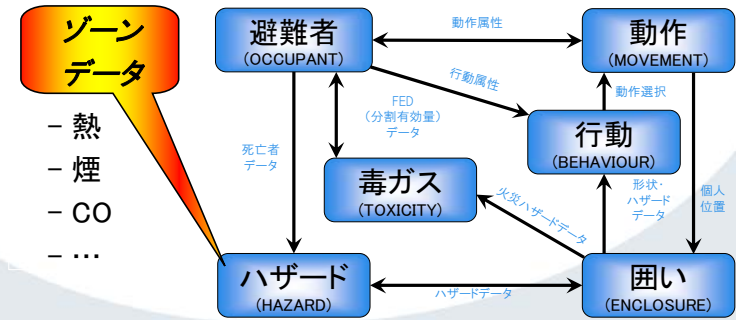 ゾーン
データ
– 熱
– 煙
– CO
– …
避難者
(OCCUPANT)
動作属性
動作
(MOVEMENT)
行動属性
FED
(分割有効量)
データ
動作選択
行動
(BEHAVIOUR)
死亡者
データ
毒ガス
(TOXICITY)
火災ハザードデータ
形状・
ハザード
データ
個人
位置
ハザード
(HAZARD)
ハザードデータ
囲い
(ENCLOSURE)